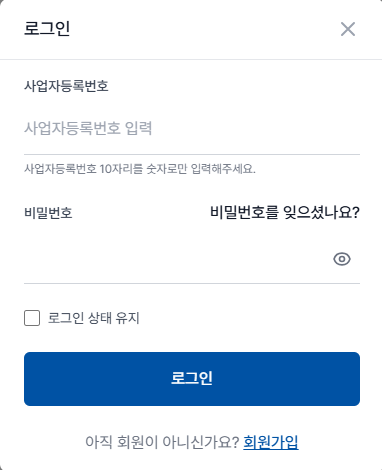 로그인
사업자등록번호
사업자등록번호 입력
사업자등록번호 10자리를 숫자로만 입력해주세요.
비밀번호 비밀번호를 잊으셨나요?
로그인 상태 유지
로그인
아직 회원이 아니신가요? 회원가입